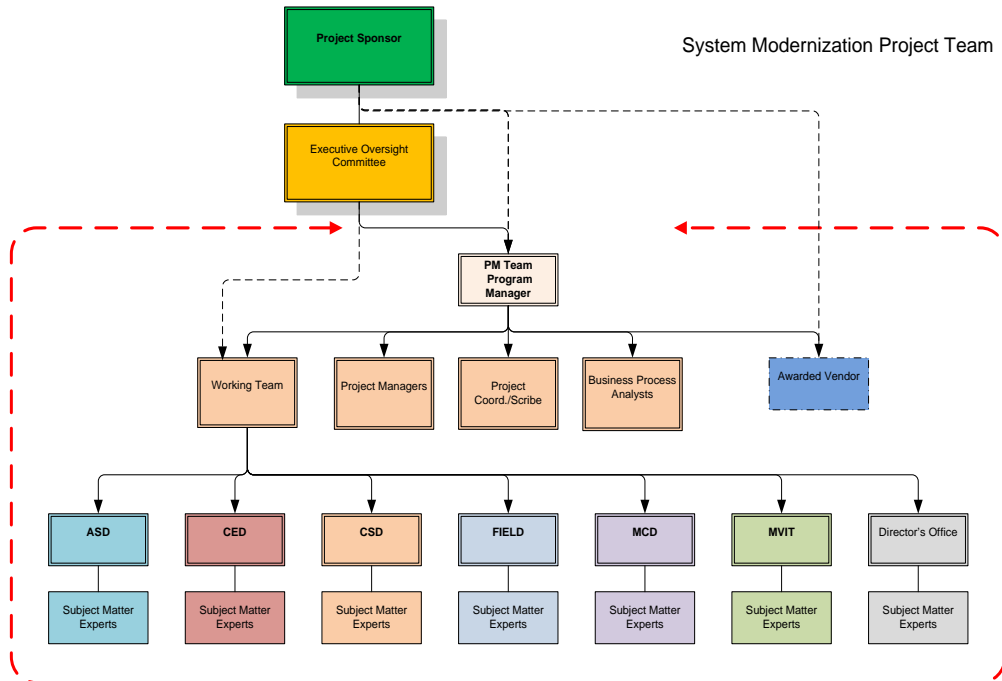 Project Sponsor
System Modernization Project Team
Executive Oversight
Committee
PM Team
Program
Manager
Working Team
Project Managers
Project
Coord./Scribe
Business Process
Analysts
Awarded Vendor
ASD
CED
CSD
FIELD
MCD
MVIT
Director's Office
Subject Matter
Experts
Subject Matter
Experts
Subject Matter
Experts
Subject Matter
Experts
Subject Matter
Experts
Subject Matter
Experts
Subject Matter
Experts